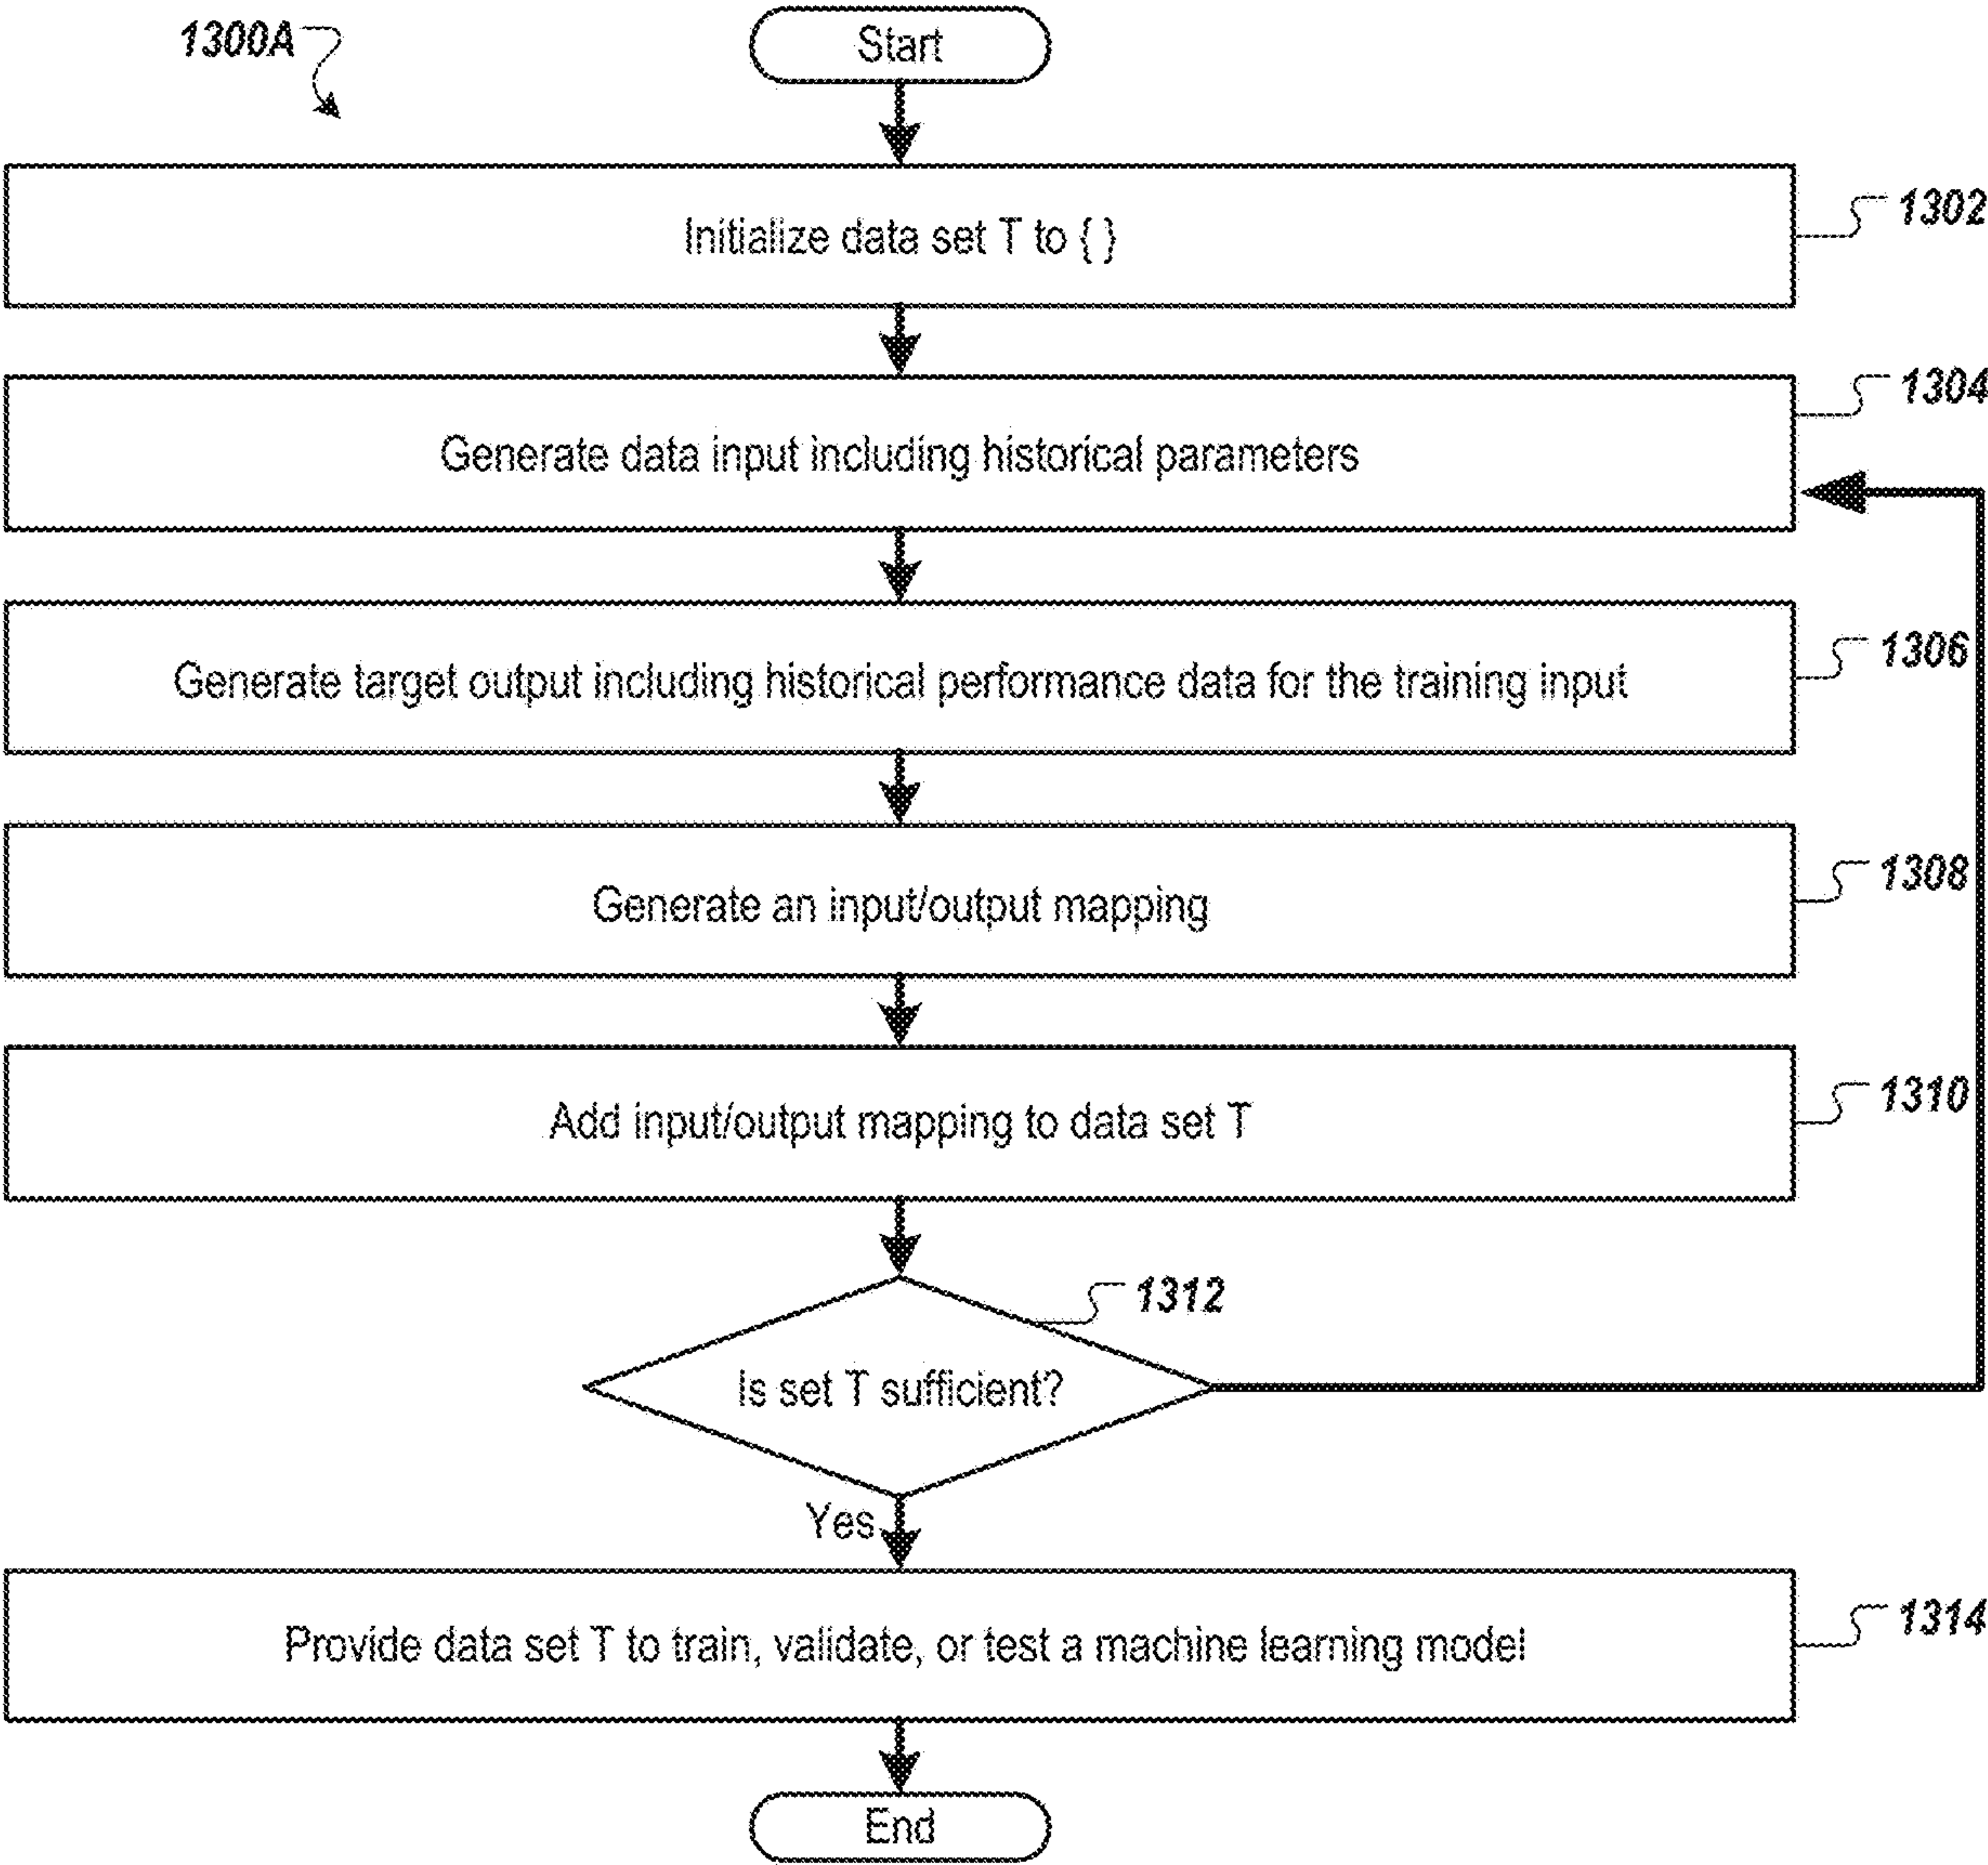 1300A
Start
Initialize data set T to { }
1302
Generate data input including historical parameters
1304
Generate target output including historical performance data for the training input
1306
Generate an input/output mapping
1308
Add input/output mapping to data set T
1310
1312
Is set T sufficient?
Yes
Provide data set T to train, validate, or test a machine learning model
1314
End